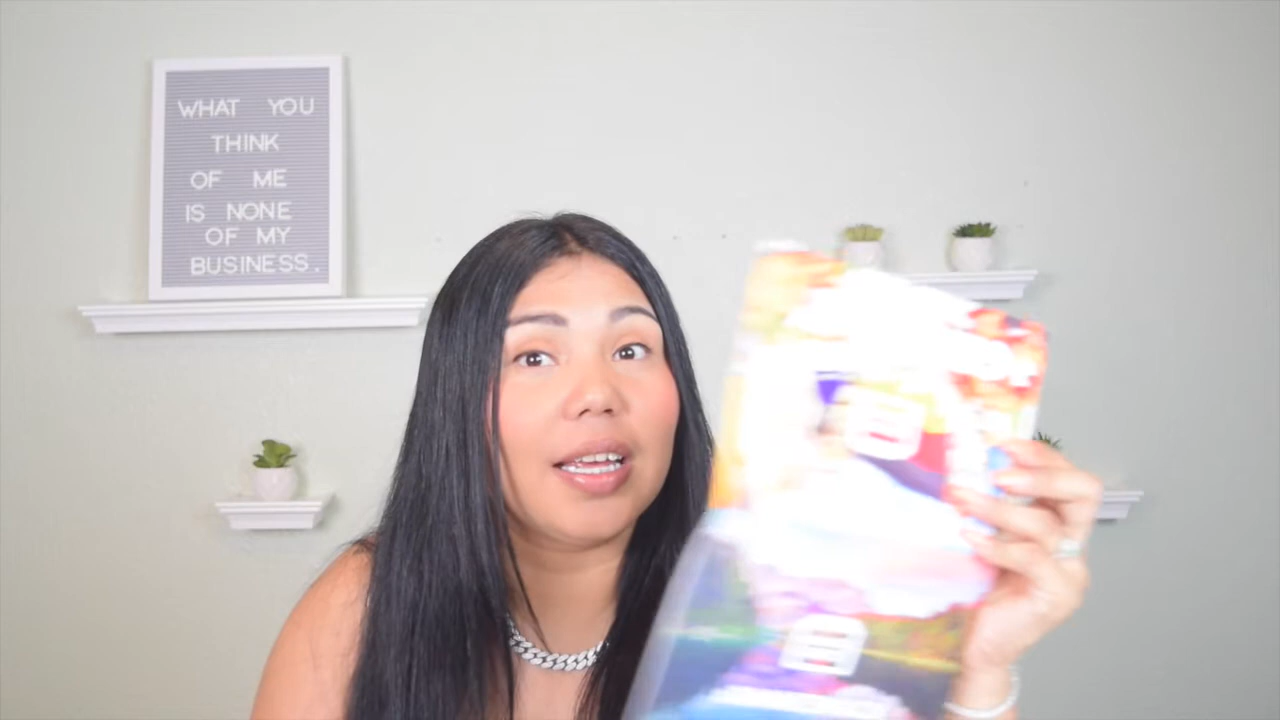 WHAT YOU
THINK
OF ME
IS NONE
OF MY
BUSINESS.